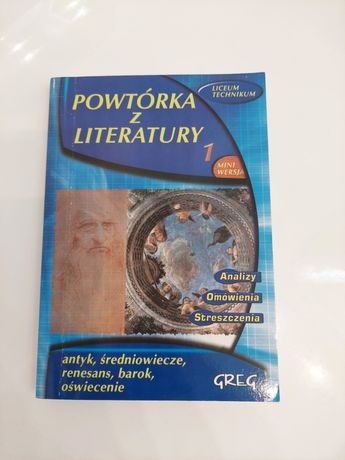 LICEUM
TECHNIKUM
POWTÓRKA
Z
LITERATURY
1
MINI
WERSJA
Analizy
Omówienia
Streszczenia
antyk, średniowiecze,
renesans, barok,
oświecenie
GREG